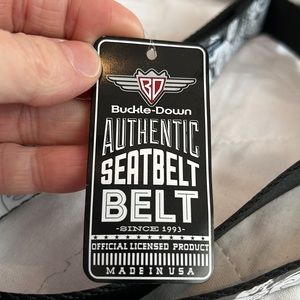 BD
Buckle-Down
AUTHENTIC
SEATBELT
BELT
-SINCE 1993-
OFFICIAL LICENSED PRODUCT
MADE IN USA